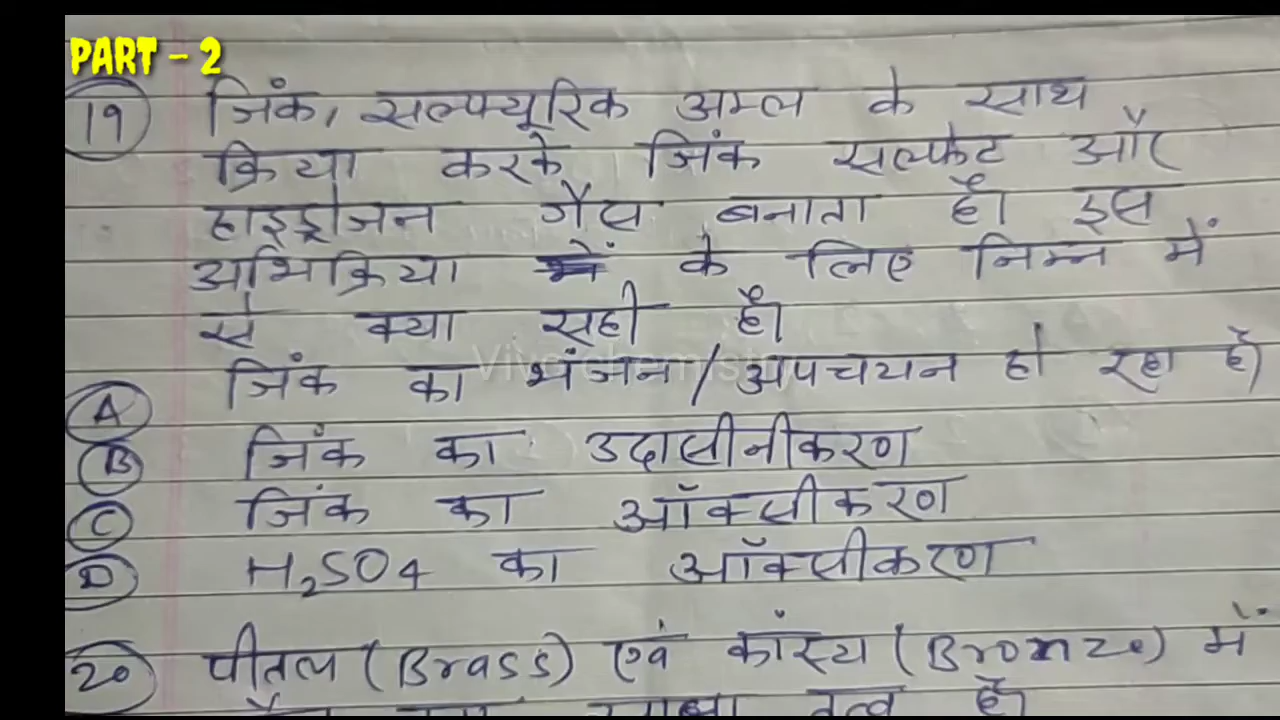 PART - 2
19 जिंक, सल्फ्यूरिक अम्ल के साथ
क्रिया करके जिंक सल्फेट और
हाइड्रोजन गैस बनाता है। इस
अभिक्रिया के लिए निम्न में
से क्या सही है।
A जिंक का भंजन/अपचयन हो रहा है।
B जिंक का उदासीनीकरण
C जिंक का ऑक्सीकरण
D H₂SO4 का ऑक्सीकरण
20 पीतल (Brass) एवं कांस्य (Bronze) में
तत्व है।